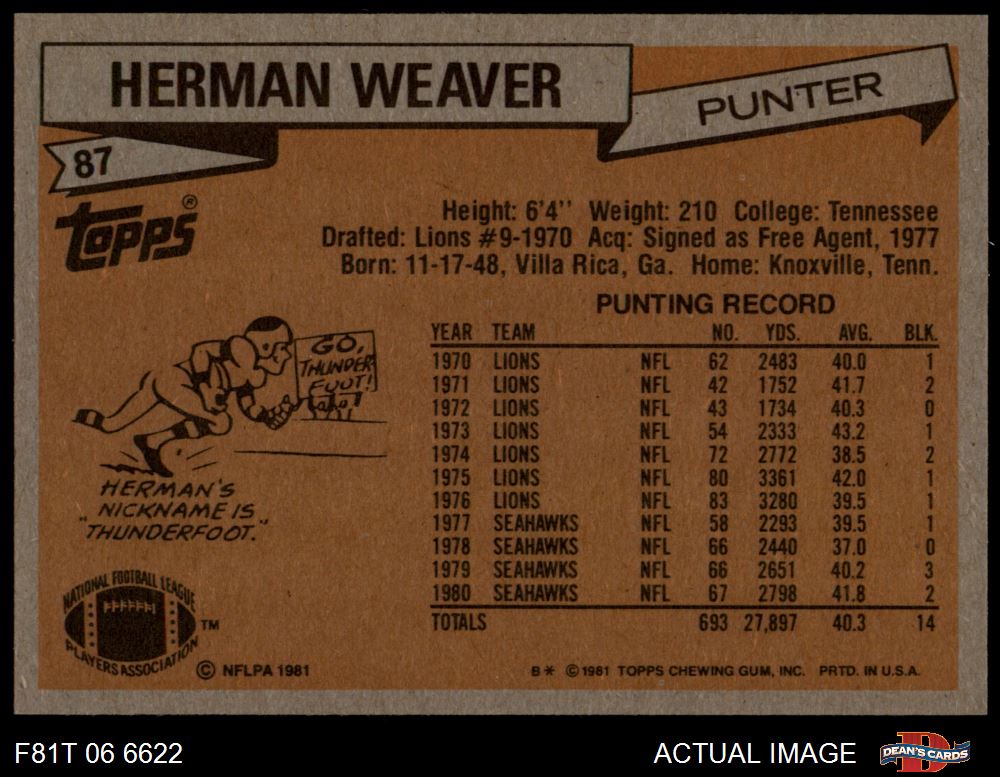 HERMAN WEAVER
PUNTER
87
TOPPS®
Height: 6'4'' Weight: 210 College: Tennessee
Drafted: Lions #9-1970 Acq: Signed as Free Agent, 1977
Born: 11-17-48, Villa Rica, Ga. Home: Knoxville, Tenn.
PUNTING RECORD
YEAR TEAM NO. YDS. AVG. BLK.
1970 LIONS NFL 62 2483 40.0 1
1971 LIONS NFL 42 1752 41.7 2
1972 LIONS NFL 43 1734 40.3 0
1973 LIONS NFL 54 2333 43.2 1
1974 LIONS NFL 72 2772 38.5 2
1975 LIONS NFL 80 3361 42.0 1
1976 LIONS NFL 83 3280 39.5 1
1977 SEAHAWKS NFL 58 2293 39.5 1
1978 SEAHAWKS NFL 66 2440 37.0 0
1979 SEAHAWKS NFL 66 2651 40.2 3
1980 SEAHAWKS NFL 67 2798 41.8 2
TOTALS 693 27,897 40.3 14
GO,
THUNDER
FOOT!
HERMAN'S
NICKNAME IS
"THUNDERFOOT."
NATIONAL FOOTBALL LEAGUE
PLAYERS ASSOCIATION
TM
© NFLPA 1981
B* ©1981 TOPPS CHEWING GUM, INC. PRTD. IN U.S.A.
F81T 06 6622
ACTUAL IMAGE
D
DEAN'S CARDS